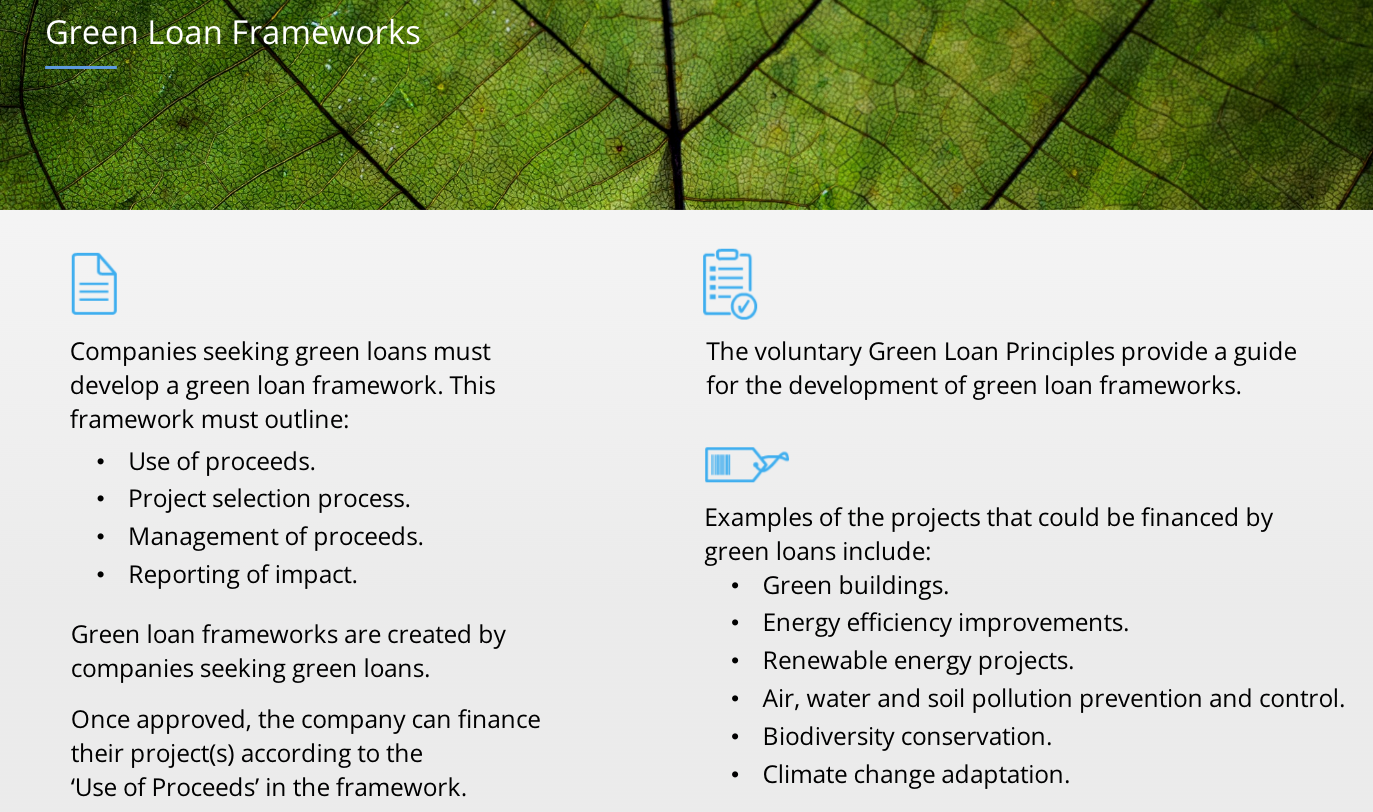 Green Loan Frameworks
Companies seeking green loans must
develop a green loan framework. This
framework must outline:
• Use of proceeds.
• Project selection process.
• Management of proceeds.
• Reporting of impact.
Green loan frameworks are created by
companies seeking green loans.
Once approved, the company can finance
their project(s) according to the
‘Use of Proceeds’ in the framework.
The voluntary Green Loan Principles provide a guide
for the development of green loan frameworks.
Examples of the projects that could be financed by
green loans include:
• Green buildings.
• Energy efficiency improvements.
• Renewable energy projects.
• Air, water and soil pollution prevention and control.
• Biodiversity conservation.
• Climate change adaptation.